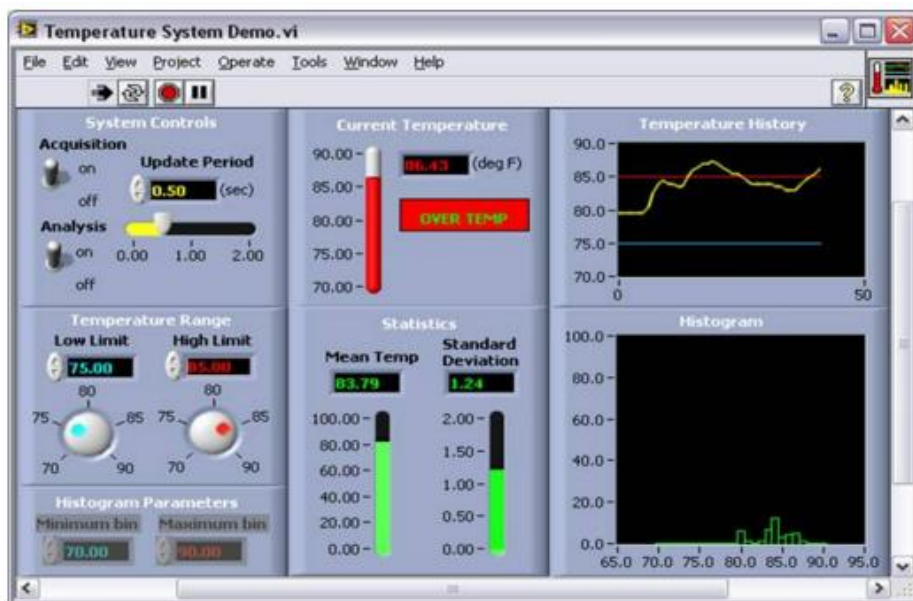 Temperature System Demo.vi
File Edit View Project Operate Tools Window Help
?
System Controls
Acquisition
on
off
Update Period
0.50 (sec)
0.00 1.00 2.00
Analysis
on
off
Current Temperature
90.00
85.00
80.00
75.00
70.00
86.43 (deg F)
OVER TEMP
Temperature History
90.0
85.0
80.0
75.0
70.0
0 50
Temperature Range
Low Limit High Limit
75.00 85.00
80 80
75 85 75 85
70 90 70 90
Histogram Parameters
Minimum bin Maximum bin
70.00 90.00
Statistics
Mean Temp
Standard
Deviation
83.79 1.24
100.00 2.00
80.00 1.50
60.00 1.00
40.00 0.50
20.00 0.00
0.00
Histogram
100.0
80.0
60.0
40.0
20.0
0.0
65.0 70.0 75.0 80.0 85.0 90.0 95.0